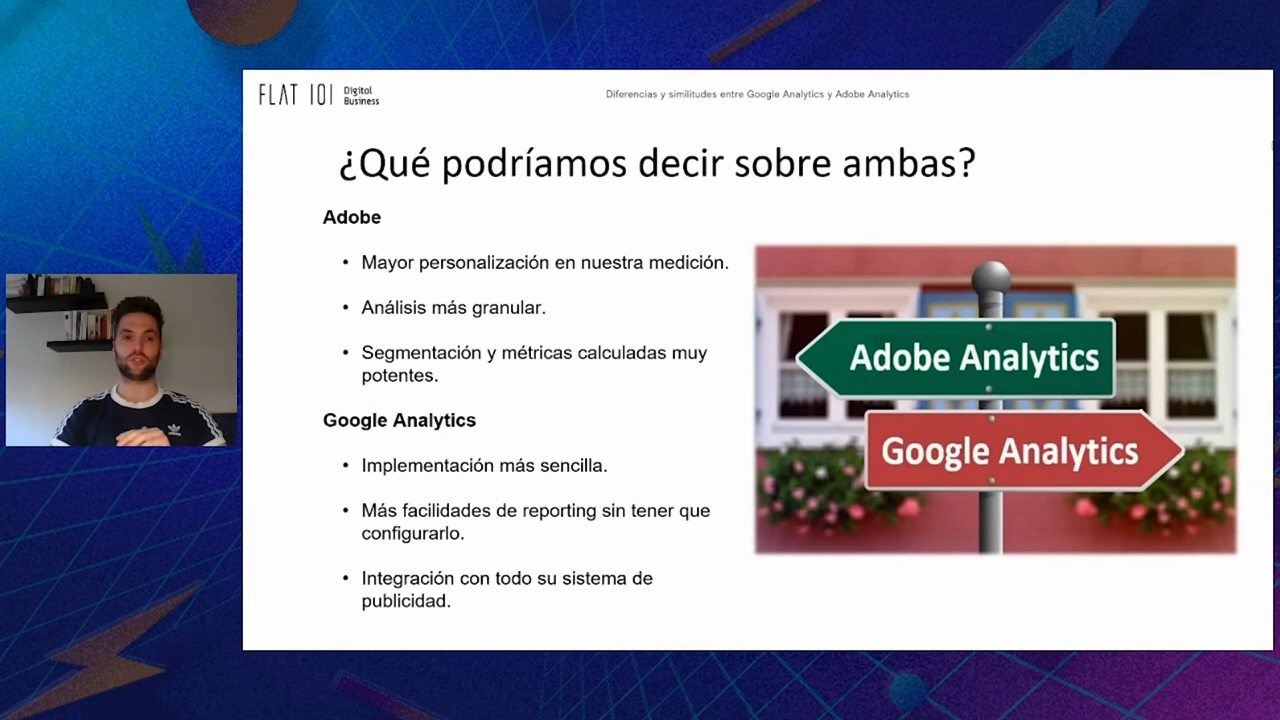 FLAT 101 Digital Business
Diferencias y similitudes entre Google Analytics y Adobe Analytics
¿Qué podríamos decir sobre ambas?
Adobe
• Mayor personalización en nuestra medición.
• Análisis más granular.
• Segmentación y métricas calculadas muy
potentes.
Google Analytics
• Implementación más sencilla.
• Más facilidades de reporting sin tener que
configurarlo.
• Integración con todo su sistema de
publicidad.
Adobe Analytics
Google Analytics